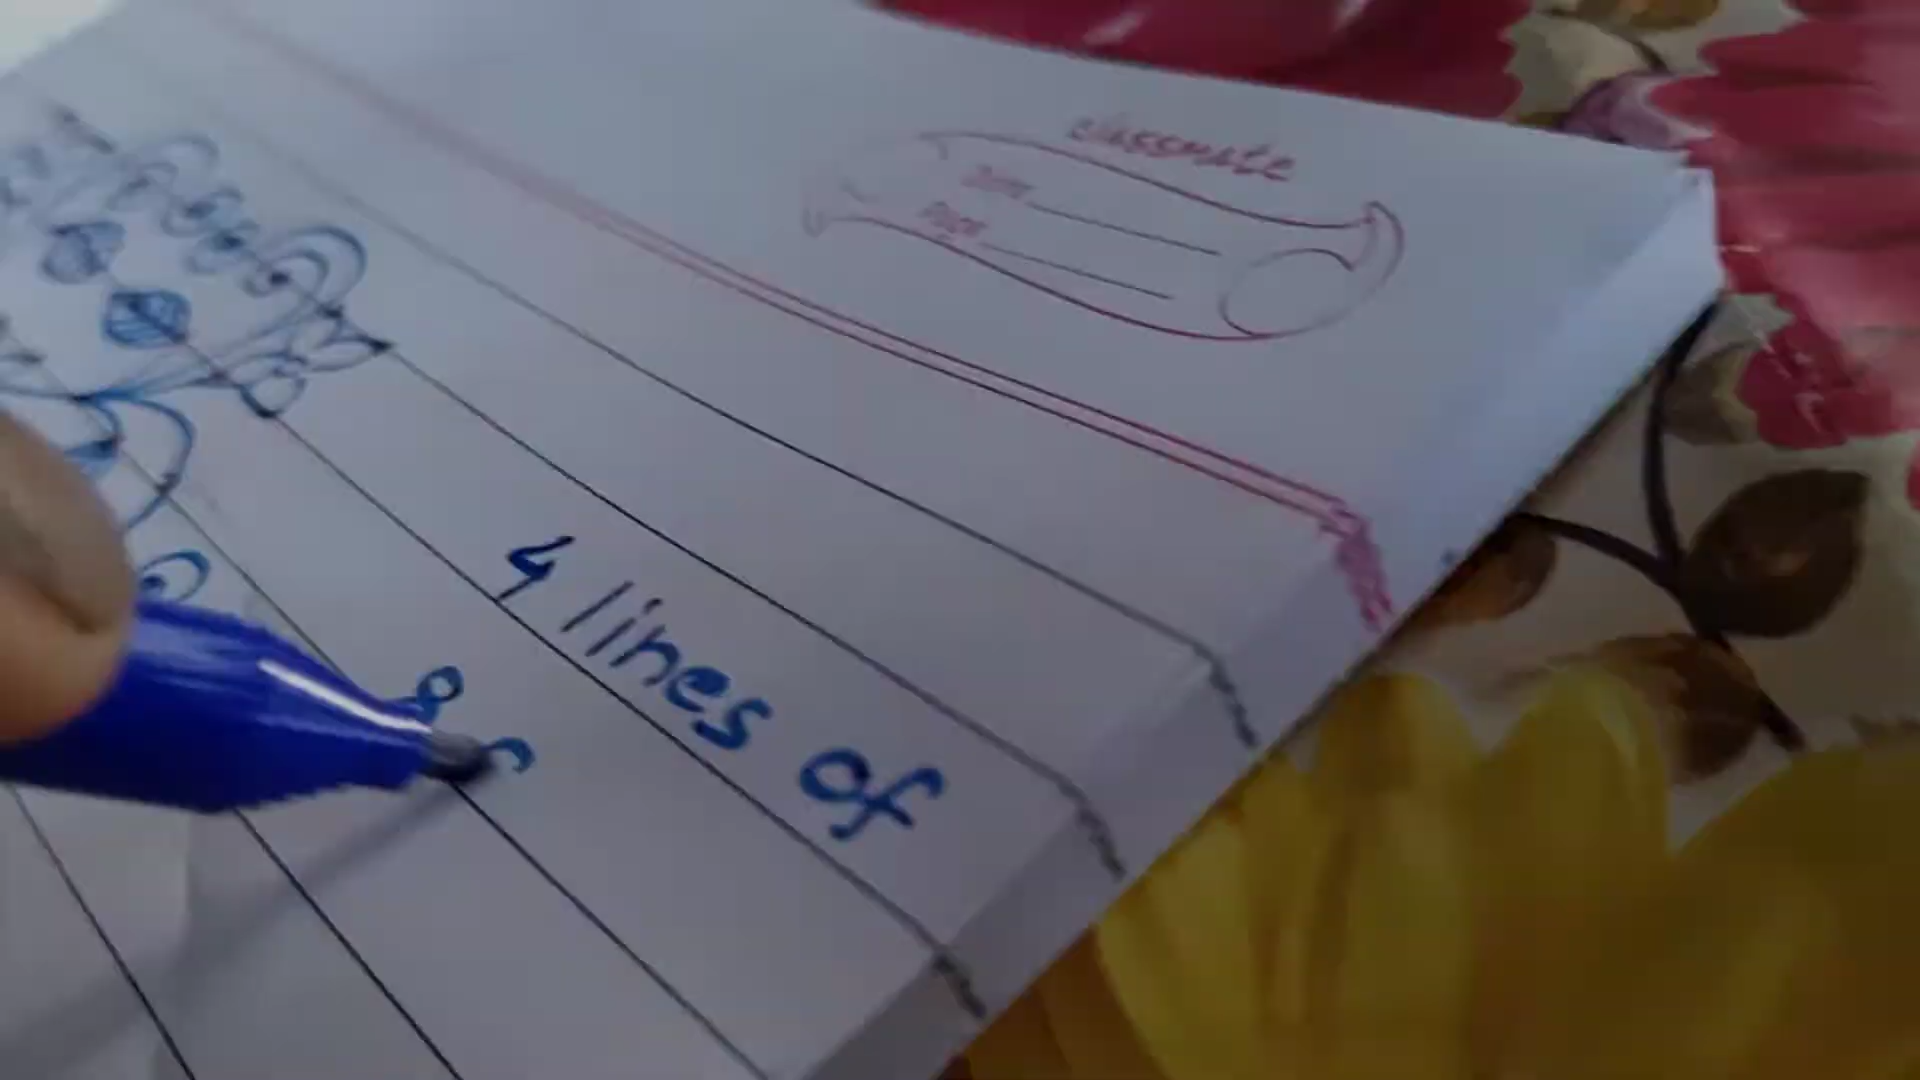 classmate
Date
Page
4 lines of